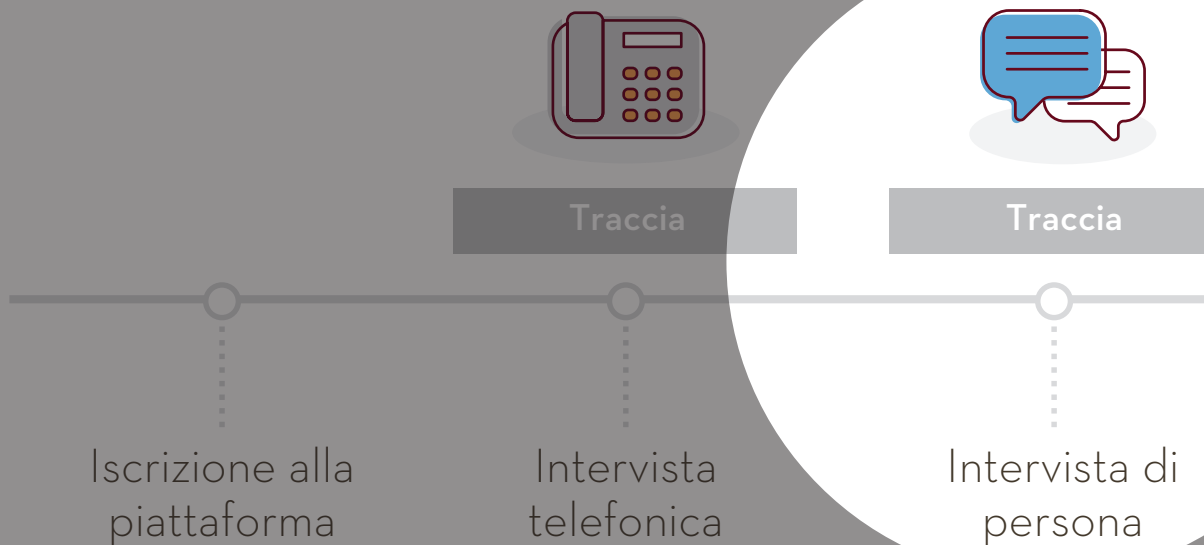 Traccia
Traccia
Iscrizione alla
piattaforma
Intervista
telefonica
Intervista di
persona